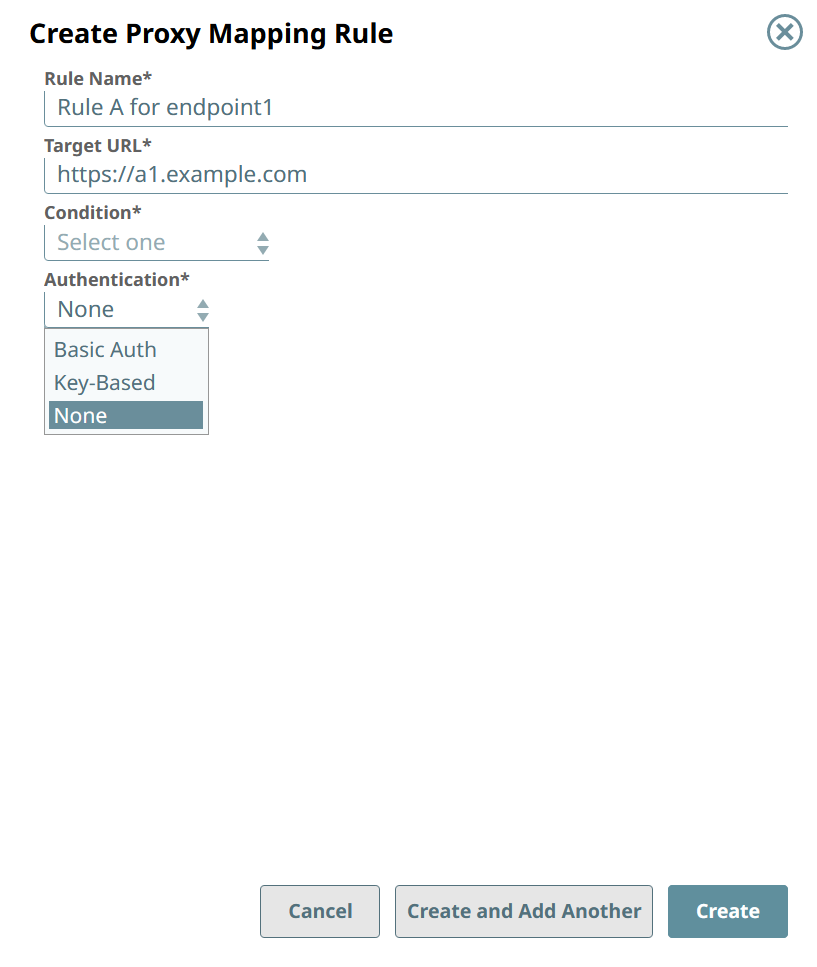 Create Proxy Mapping Rule
Rule Name*
Rule A for endpoint1
Target URL*
https://a1.example.com
Condition*
Select one
Authentication*
None
Basic Auth
Key-Based
None
Cancel
Create and Add Another
Create